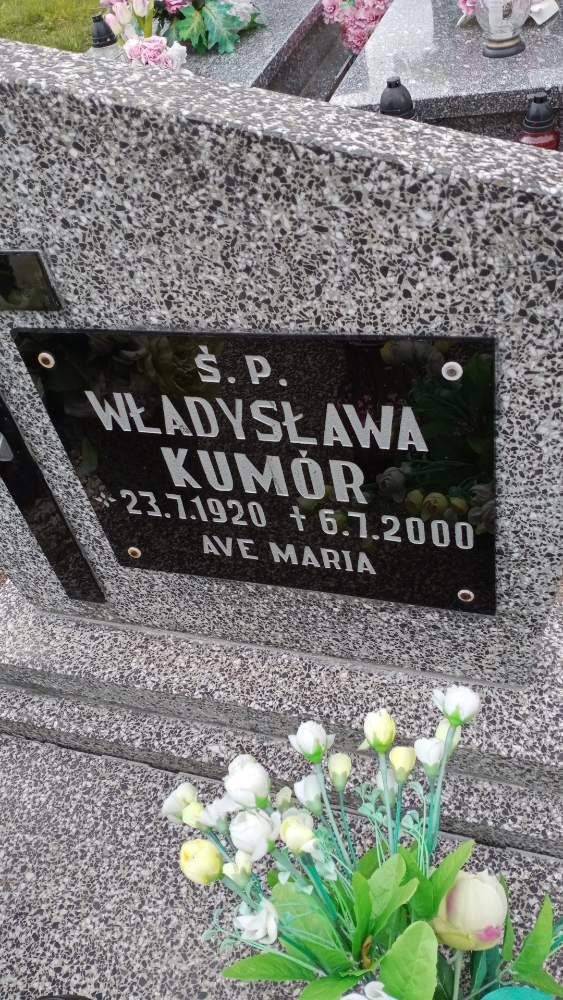 Ś. P.
WŁADYSŁAWA
KUMÓR
* 23.7.1920 † 6.7.2000
AVE MARIA